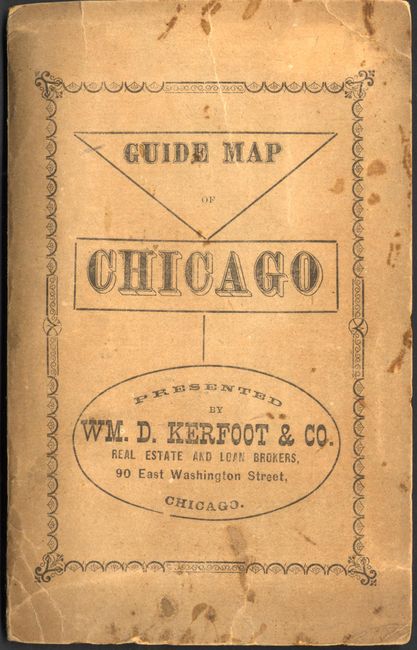 GUIDE MAP
OF
CHICAGO
PRESENTED
BY
WM. D. KERFOOT & CO.
REAL ESTATE AND LOAN BROKERS,
90 East Washington Street,
CHICAGO.